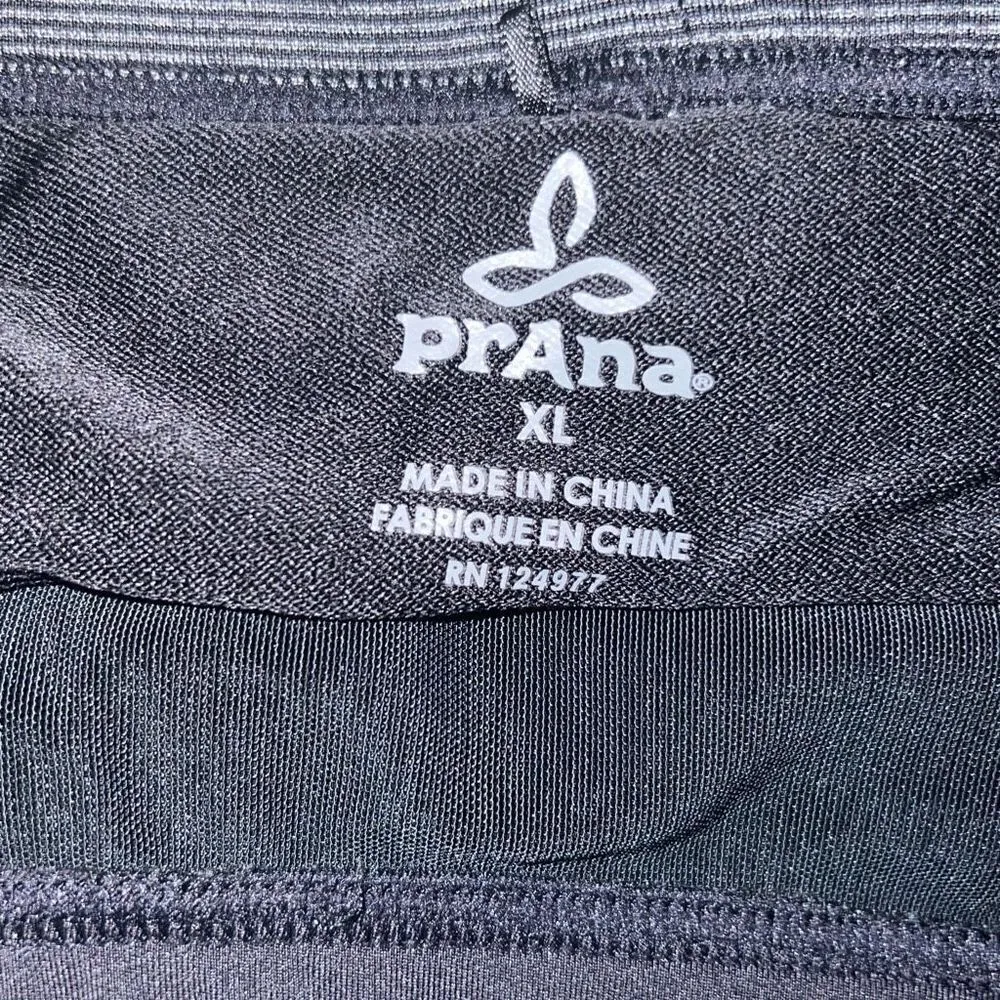 prAna®
XL
MADE IN CHINA
FABRIQUE EN CHINE
RN 124977